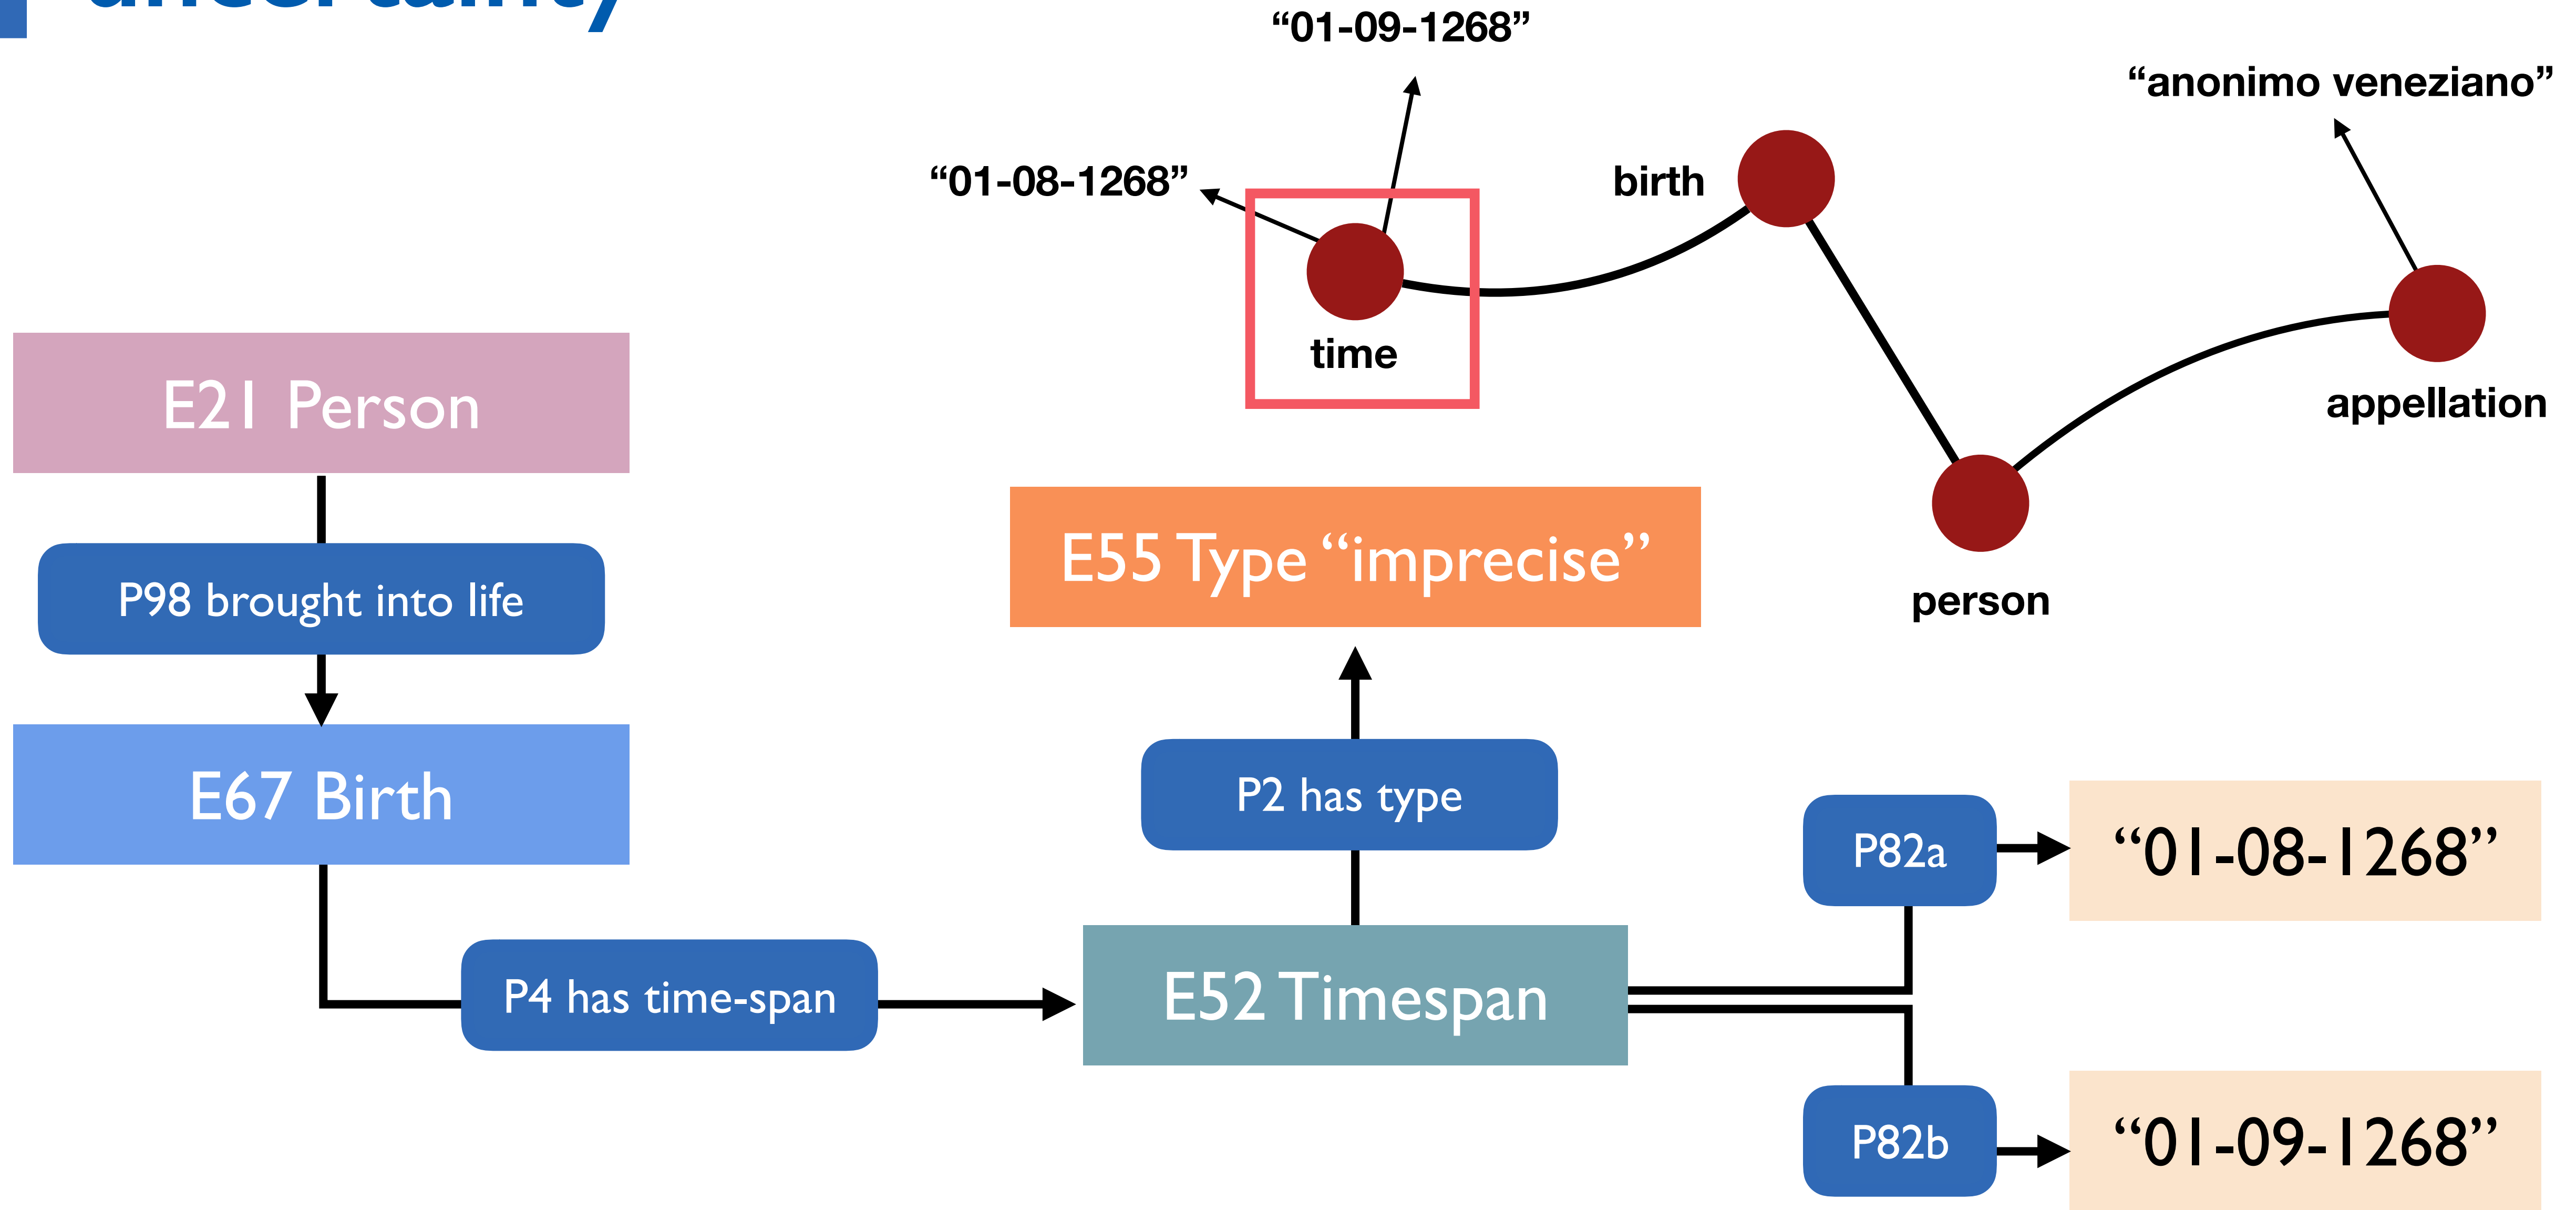 uncertainty
“01-09-1268”
“anonimo veneziano”
“01-08-1268”
birth
time
appellation
person
E21 Person
P98 brought into life
E67 Birth
P4 has time-span
E55 Type “imprecise”
P2 has type
E52 Timespan
P82a
“01-08-1268”
P82b
“01-09-1268”